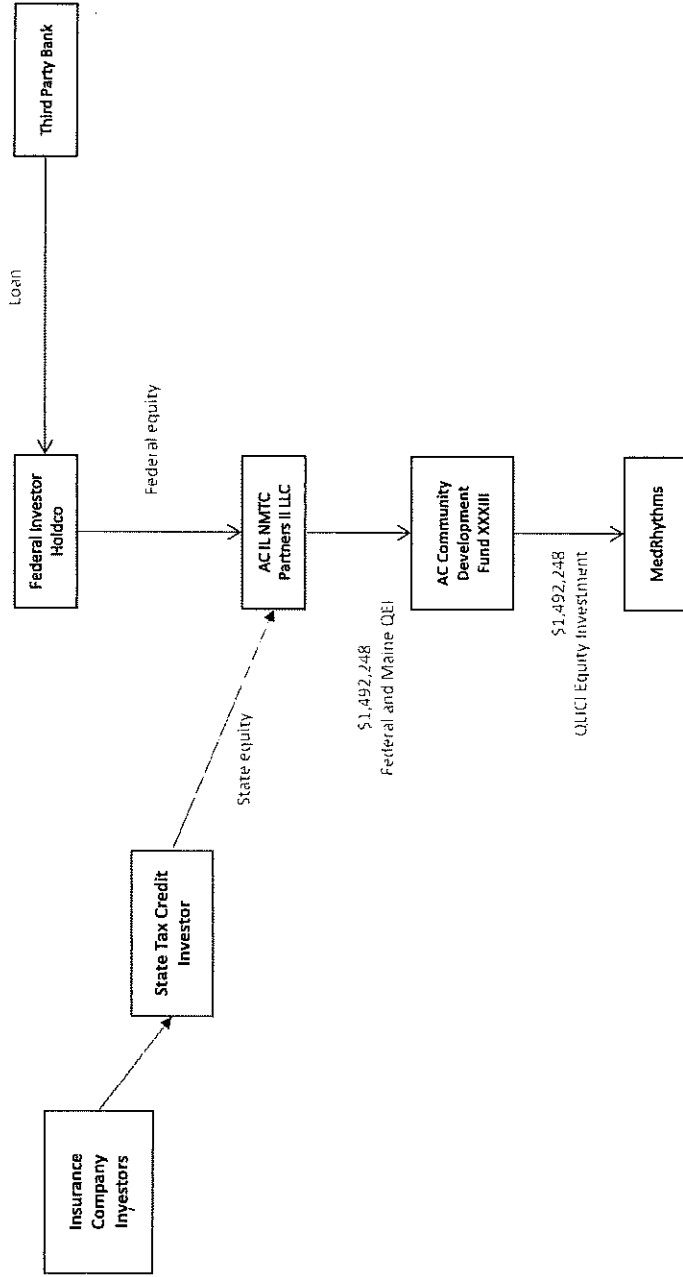 Third Party Bank
Loan
Federal Investor
Holdco
Federal equity
Insurance
Company
Investors
State Tax Credit
Investor
State equity
AC IL NMTC
Partners II LLC
$1,492,248
Federal and Maine QEI
AC Community
Development
Fund XXXIII
$1,492,248
QLICI Equity Investment
MedRhythms